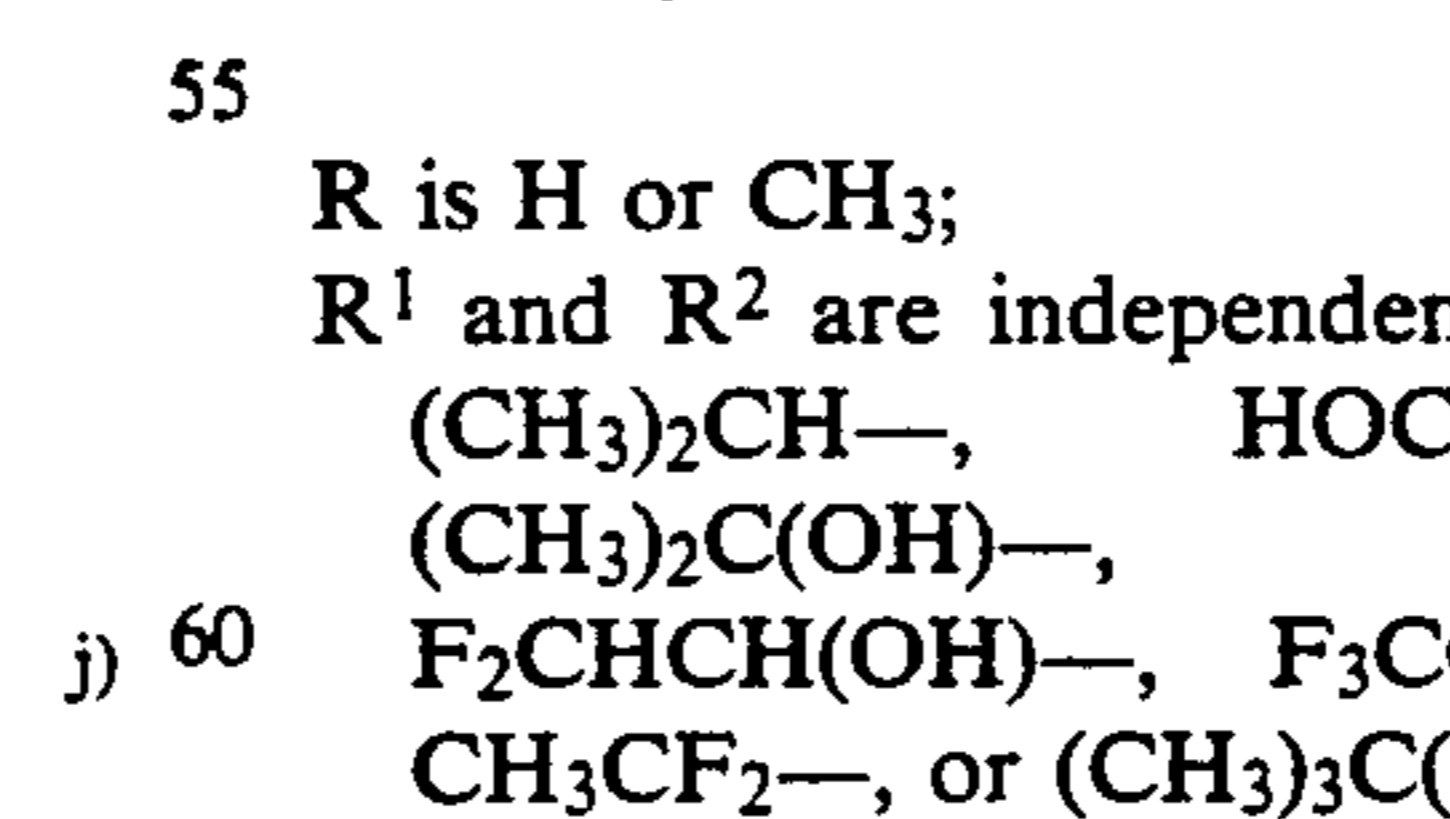 55
R is H or CH₃;
R¹ and R² are independen
(CH₃)₂CH—, HOC
(CH₃)₂C(OH)—,
j) 60 F₂CHCH(OH)—, F₃C
CH₃CF₂—, or (CH₃)₃C(